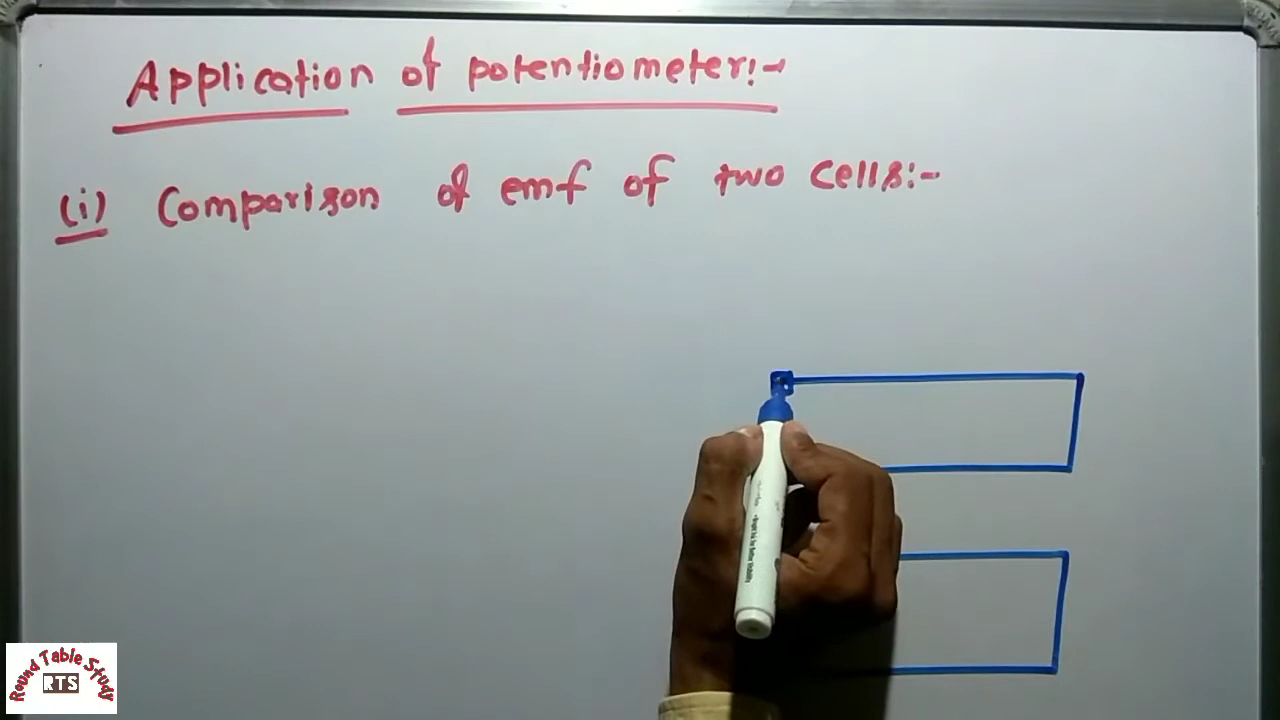 Application of potentiometer:→
(i) Comparison of emf of two cells:-
Round Table Study
RTS